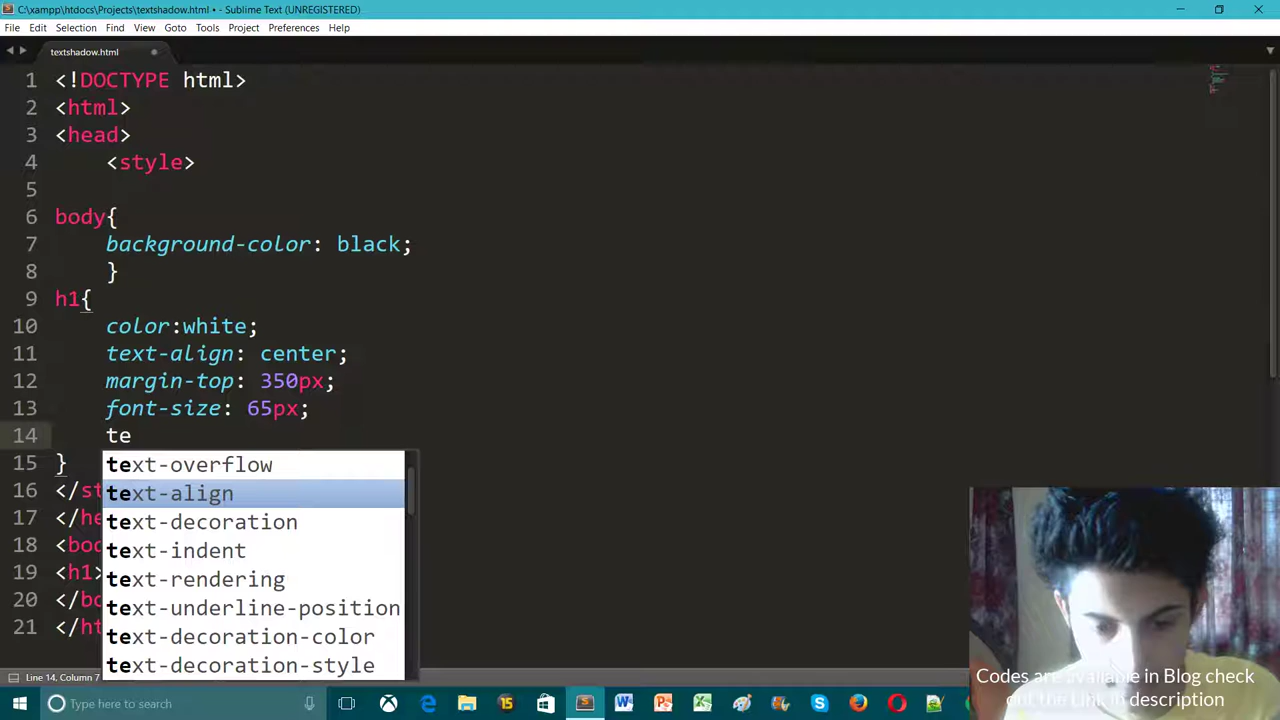 C:\xampp\htdocs\Projects\textshadow.html • - Sublime Text (UNREGISTERED)
File Edit Selection Find View Goto Tools Project Preferences Help
textshadow.html
1 <!DOCTYPE html>
2 <html>
3 <head>
4 <style>
5
6 body{
7 background-color: black;
8 }
9 h1{
10 color:white;
11 text-align: center;
12 margin-top: 350px;
13 font-size: 65px;
14 te
15 }
text-overflow
16 </st
text-align
17 </he
text-decoration
18 <bod
text-indent
19 <h1>
text-rendering
20 </bo
text-underline-position
21 </ht
text-decoration-color
text-decoration-style
Codes are available in Blog check
out the Link in description
Line 14, Column 7
Type here to search